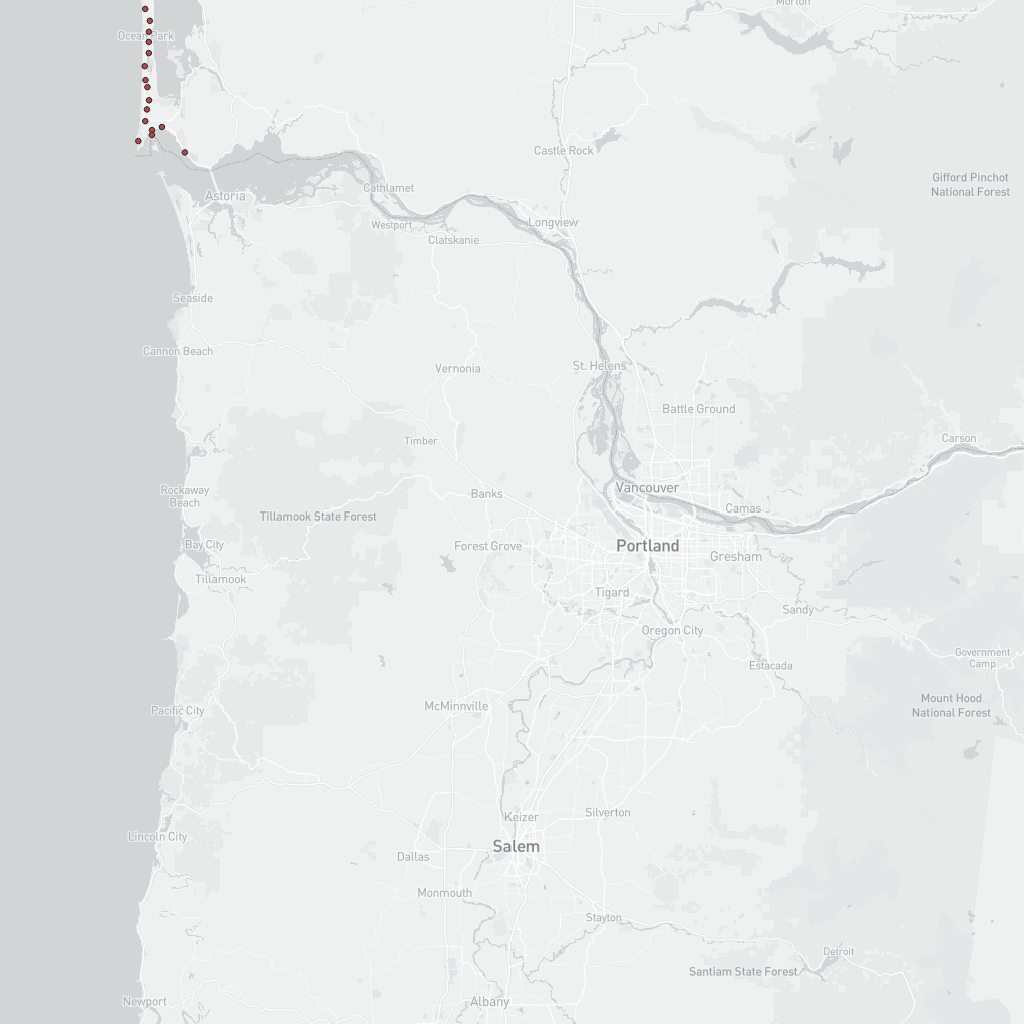 Morton
Ocean Park
Castle Rock
Gifford Pinchot
National Forest
Cathlamet
Astoria
Westport
Longview
Clatskanie
Seaside
Cannon Beach
St. Helens
Vernonia
Battle Ground
Timber
Carson
Rockaway
Beach
Banks
Vancouver
Camas
Tillamook State Forest
Bay City
Forest Grove
Portland
Gresham
Tillamook
Tigard
Sandy
Oregon City
Government
Camp
Estacada
Mount Hood
National Forest
Pacific City
McMinnville
Silverton
Keizer
Lincoln City
Salem
Dallas
Monmouth
Stayton
Detroit
Santiam State Forest
Newport
Albany